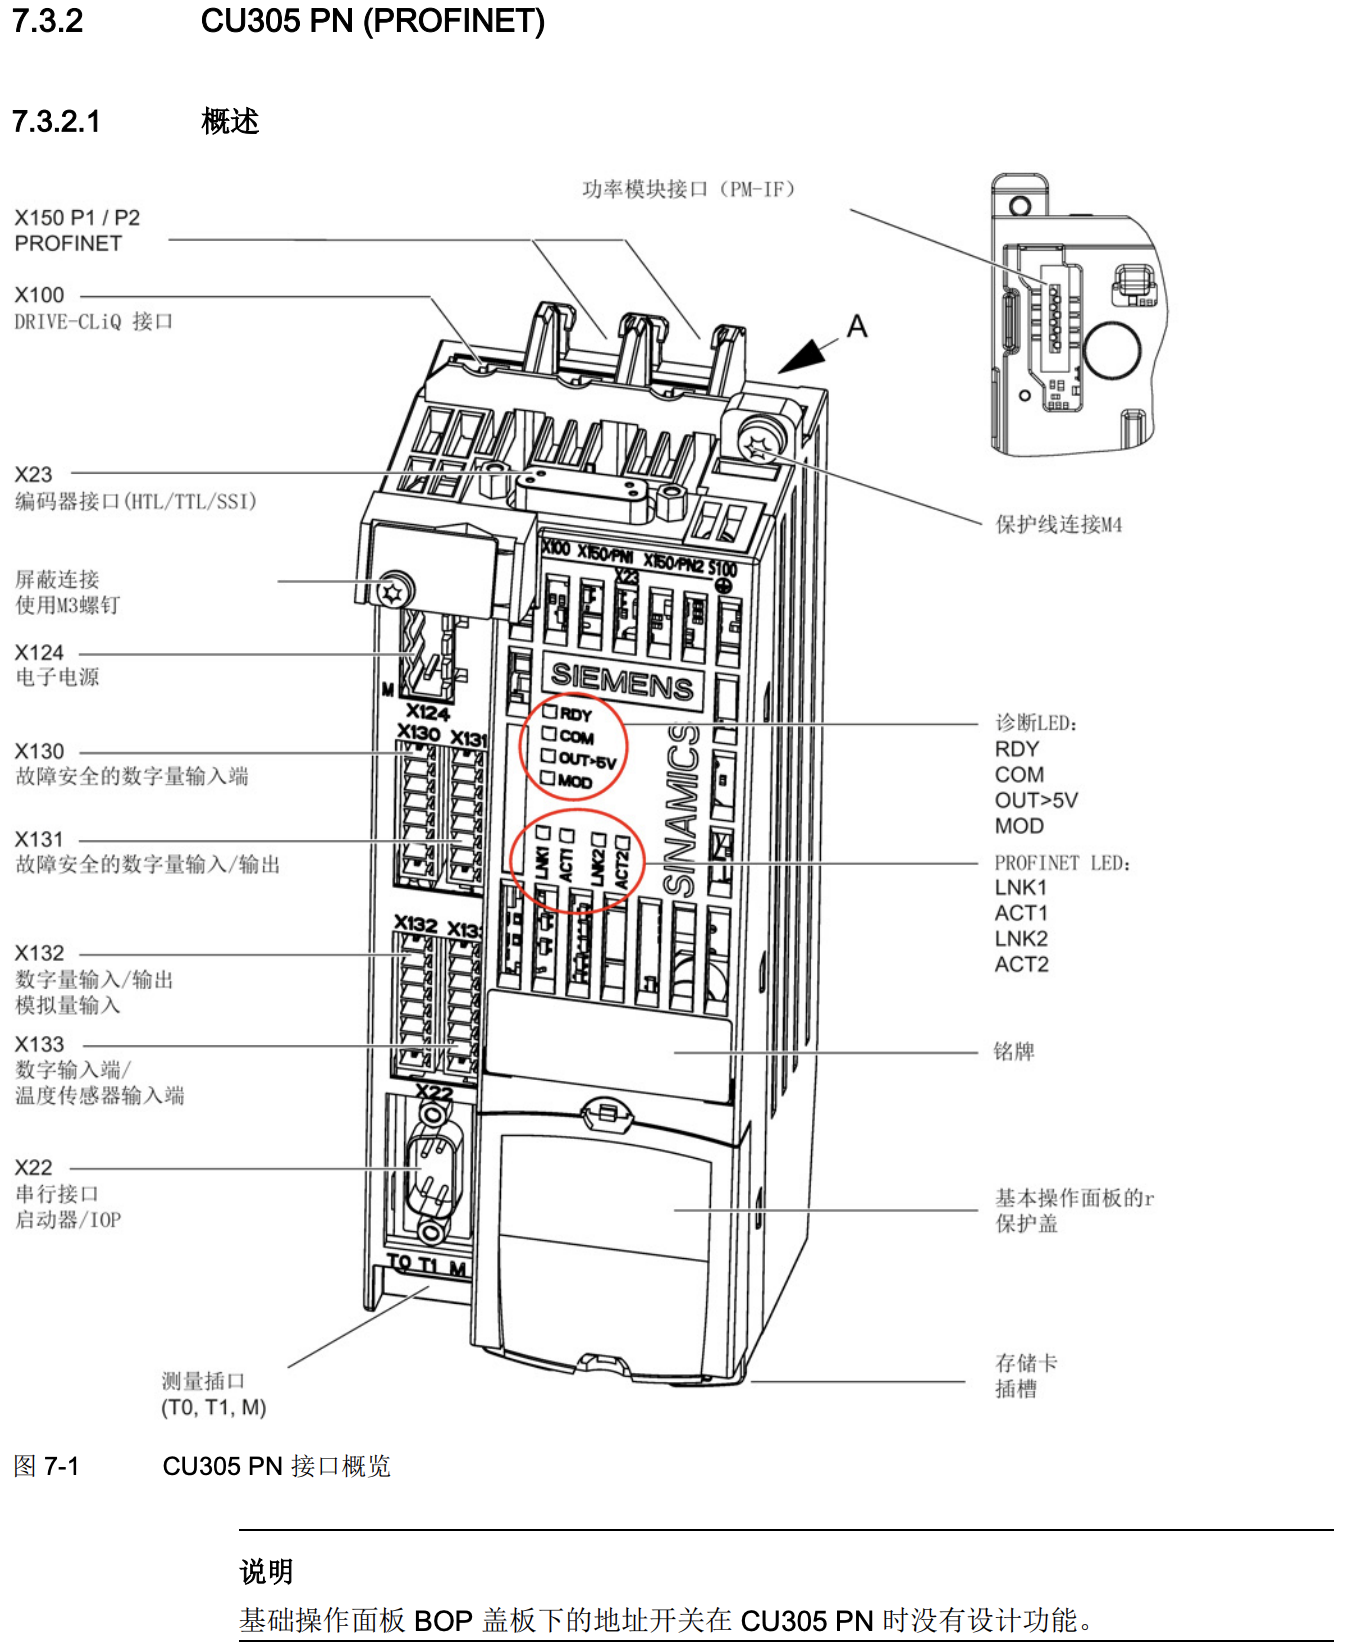 7.3.2 CU305 PN (PROFINET)
7.3.2.1 概述
功率模块接口（PM-IF）
X150 P1 / P2
PROFINET
X100
DRIVE-CLiQ 接口
A
X23
编码器接口(HTL/TTL/SSI)
保护线连接M4
屏蔽连接
使用M3螺钉
X124
电子电源
X130
故障安全的数字量输入端
X131
故障安全的数字量输入/输出
X132
数字量输入/输出
模拟量输入
X133
数字输入端/
温度传感器输入端
X22
串行接口
启动器/IOP
测量插口
(T0, T1, M)
X100 X150/PN1 X150/PN2 S100
X23
SIEMENS
RDY
COM
OUT>5V
MOD
SINAMICS
LNK1
ACT1
LNK2
ACT2
M
X124
X130 X131
X132 X133
X22
T0 T1 M
诊断LED：
RDY
COM
OUT>5V
MOD
PROFINET LED：
LNK1
ACT1
LNK2
ACT2
铭牌
基本操作面板的r
保护盖
存储卡
插槽
图 7-1 CU305 PN 接口概览
说明
基础操作面板 BOP 盖板下的地址开关在 CU305 PN 时没有设计功能。